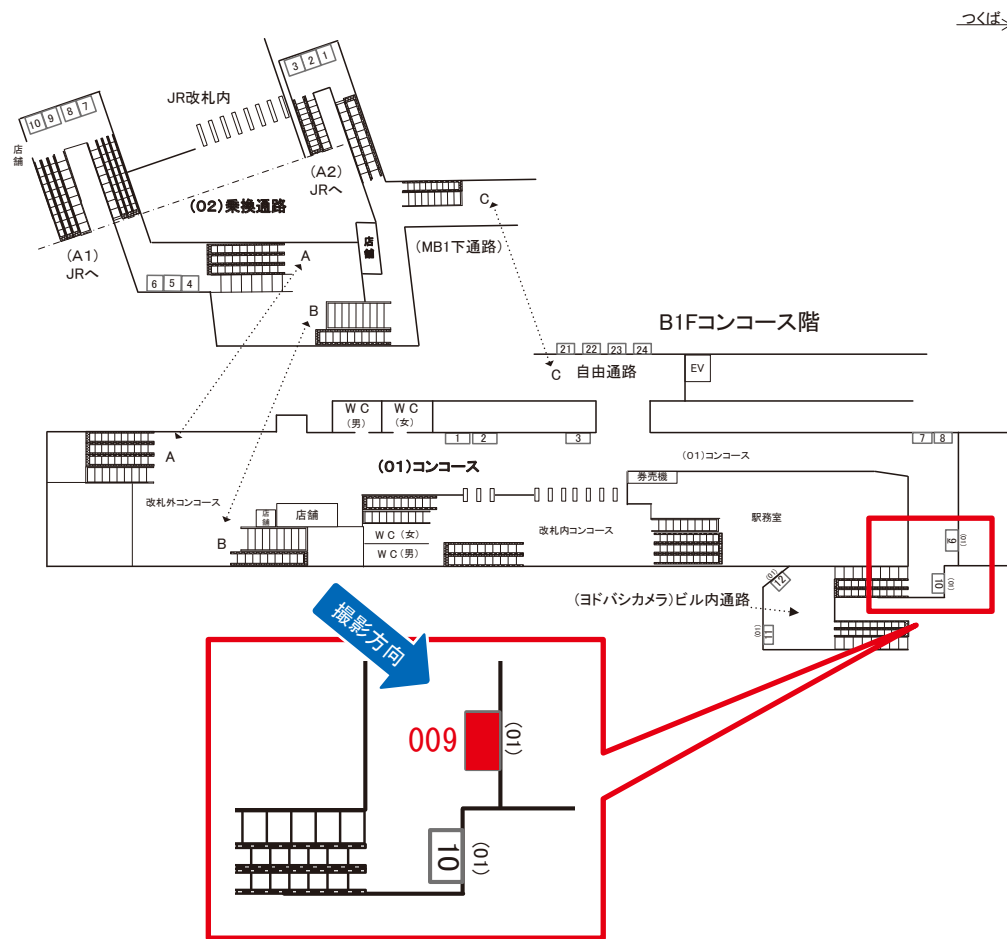 つくば
3 2 1
JR改札内
10 9 8 7
店舗
(A2)
JRへ
C
(02)乗換通路
店舗
(MB1下通路)
(A1)
JRへ
A
6 5 4
B
B1Fコンコース階
21 22 23 24
C
自由通路
EV
WC
(男)
WC
(女)
1 2
3
7 8
A
(01)コンコース
(01)コンコース
券売機
改札外コンコース
店舗
店舗
改札内コンコース
駅務室
B
WC(女)
WC(男)
9
(01)
10
(01)
(01)
12
(ヨドバシカメラ)ビル内通路
(01)
11
撮影方向
009
(01)
10
(01)